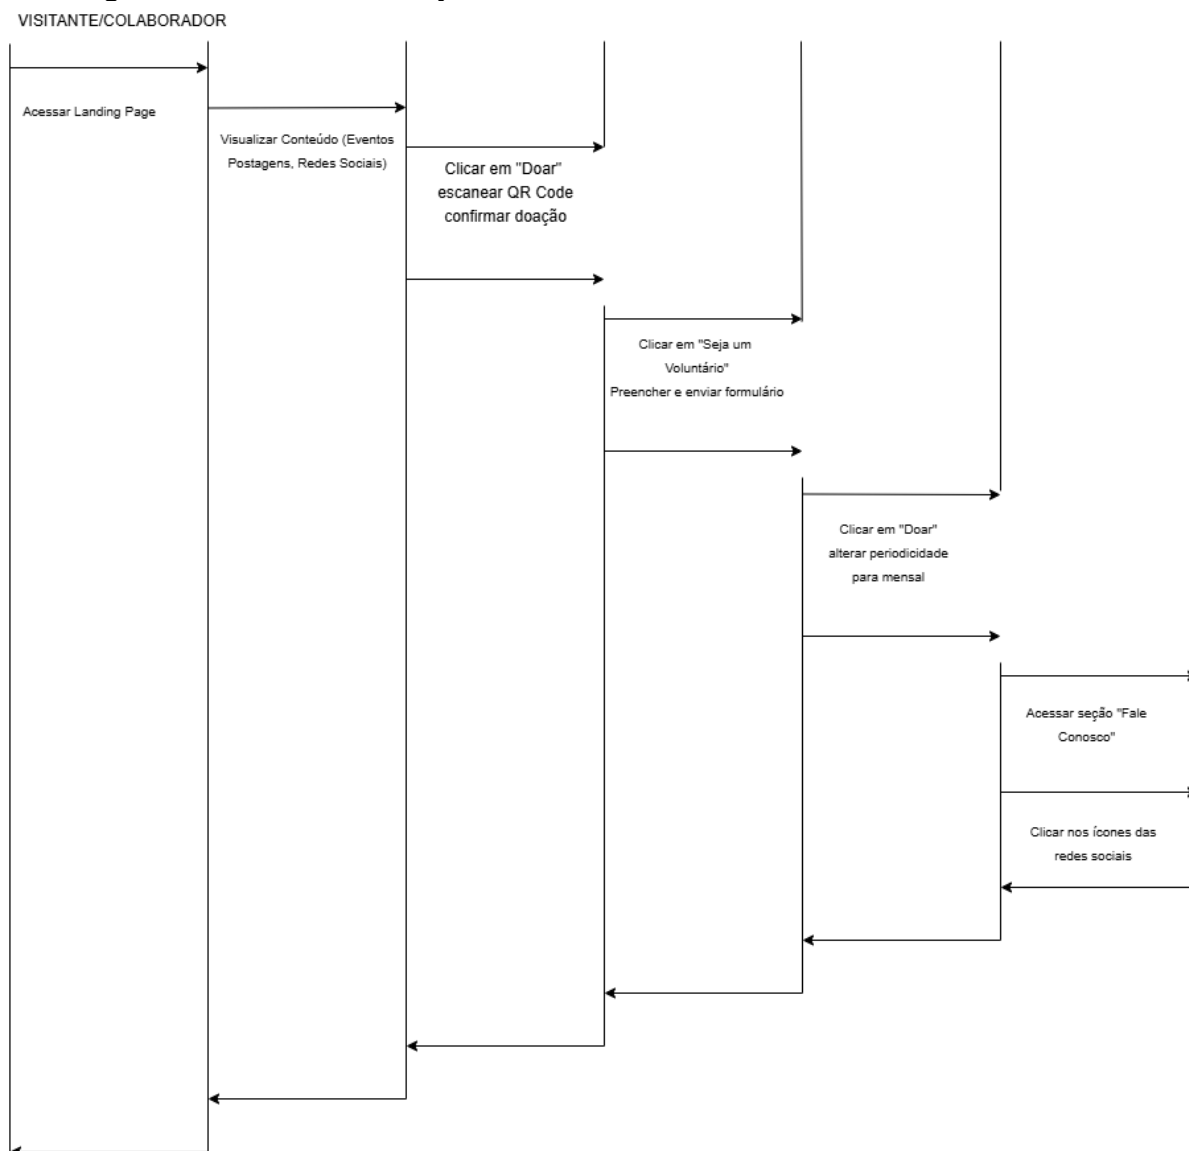 VISITANTE/COLABORADOR
Acessar Landing Page
Visualizar Conteúdo (Eventos
Postagens, Redes Sociais)
Clicar em "Doar"
escanear QR Code
confirmar doação
Clicar em "Seja um
Voluntário"
Preencher e enviar formulário
Clicar em "Doar"
alterar periodicidade
para mensal
Acessar seção "Fale
Conosco"
Clicar nos ícones das
redes sociais